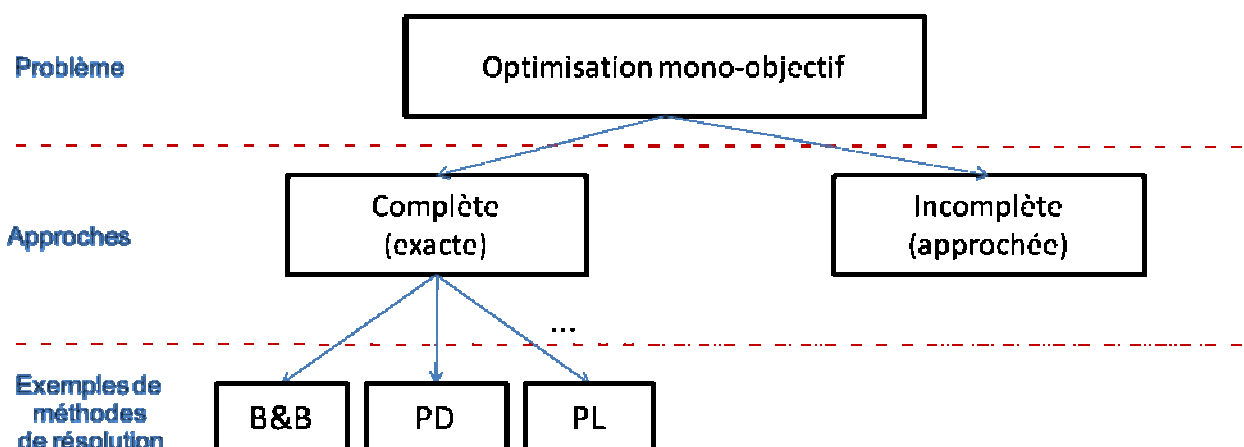 Problème
Optimisation mono-objectif
Approches
Complète
(exacte)
Incomplète
(approchée)
...
Exemples de
méthodes
de résolution
B&B
PD
PL